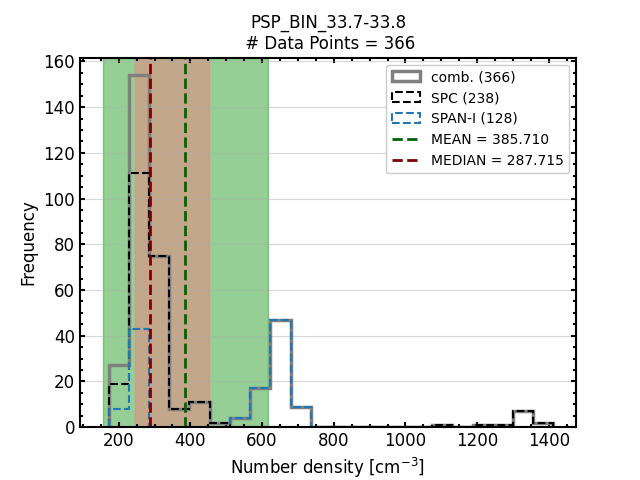 PSP_BIN_33.7-33.8
# Data Points = 366
comb. (366)
SPC (238)
SPAN-I (128)
MEAN = 385.710
MEDIAN = 287.715
Frequency
160
140
120
100
80
60
40
20
0
200 400 600 800 1000 1200 1400
Number density [cm⁻³]